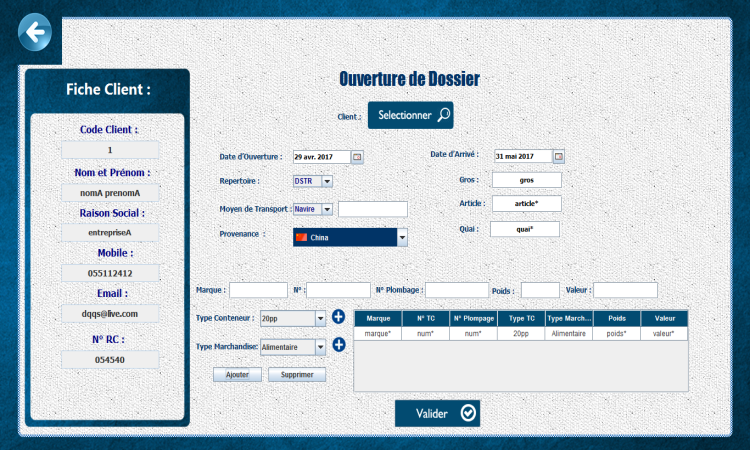 Ouverture de Dossier
Client.:
Selectionner
Fiche Client :
Code Client :
1
Nom et Prénom :
nomA prenomA
Raison Social :
entrepriseA
Mobile :
055112412
Email :
dqqs@live.com
N° RC :
054540
Date d'Ouverture : 29 avr. 2017
Date d'Arrivé : 31 mai 2017
Repertoire : DSTR
Gros : gros
Moyen de Transport : Navire
Article : article*
Provenance : China
Quai : quai*
Marque : N° : N° Plombage : Poids : Valeur :
Type Conteneur : 20pp
Type Marchandise: Alimentaire
Ajouter Supprimer
Marque N° TC N° Plompage Type TC Type March... Poids Valeur
marque* num* num* 20pp Alimentaire poids* valeur*
Valider